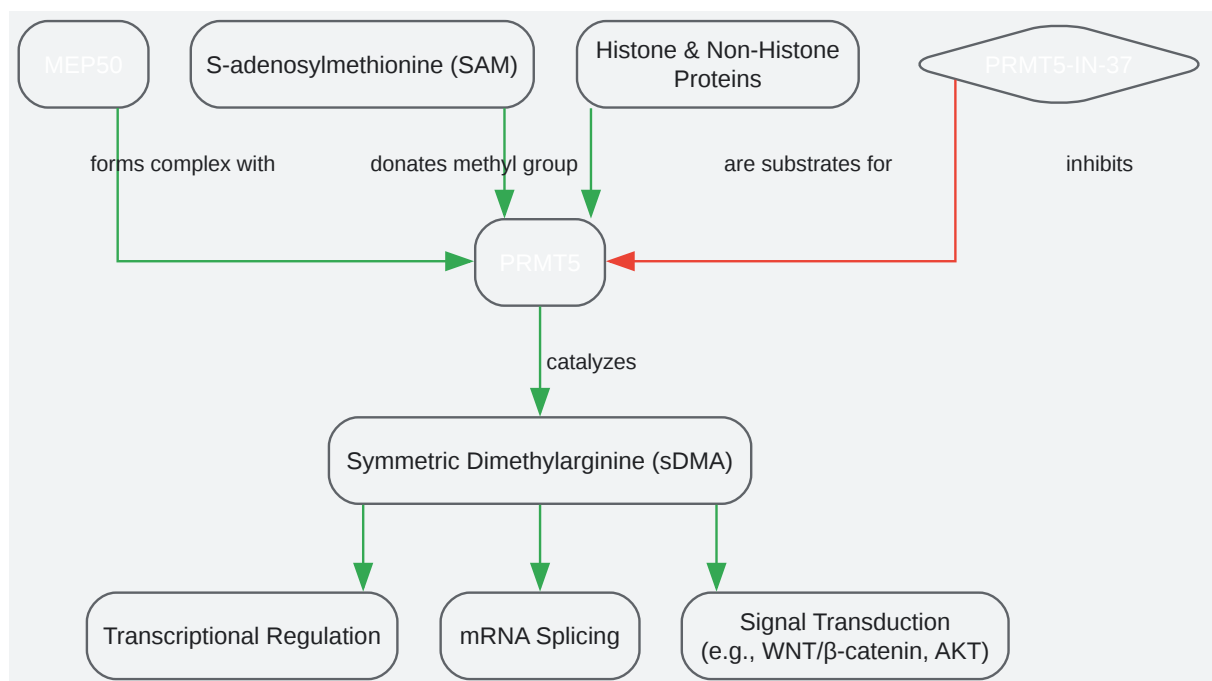 MEP50
S-adenosylmethionine (SAM)
Histone & Non-Histone
Proteins
PRMT5-IN-37
forms complex with
donates methyl group
are substrates for
inhibits
PRMT5
catalyzes
Symmetric Dimethylarginine (sDMA)
Transcriptional Regulation
mRNA Splicing
Signal Transduction
(e.g., WNT/β-catenin, AKT)